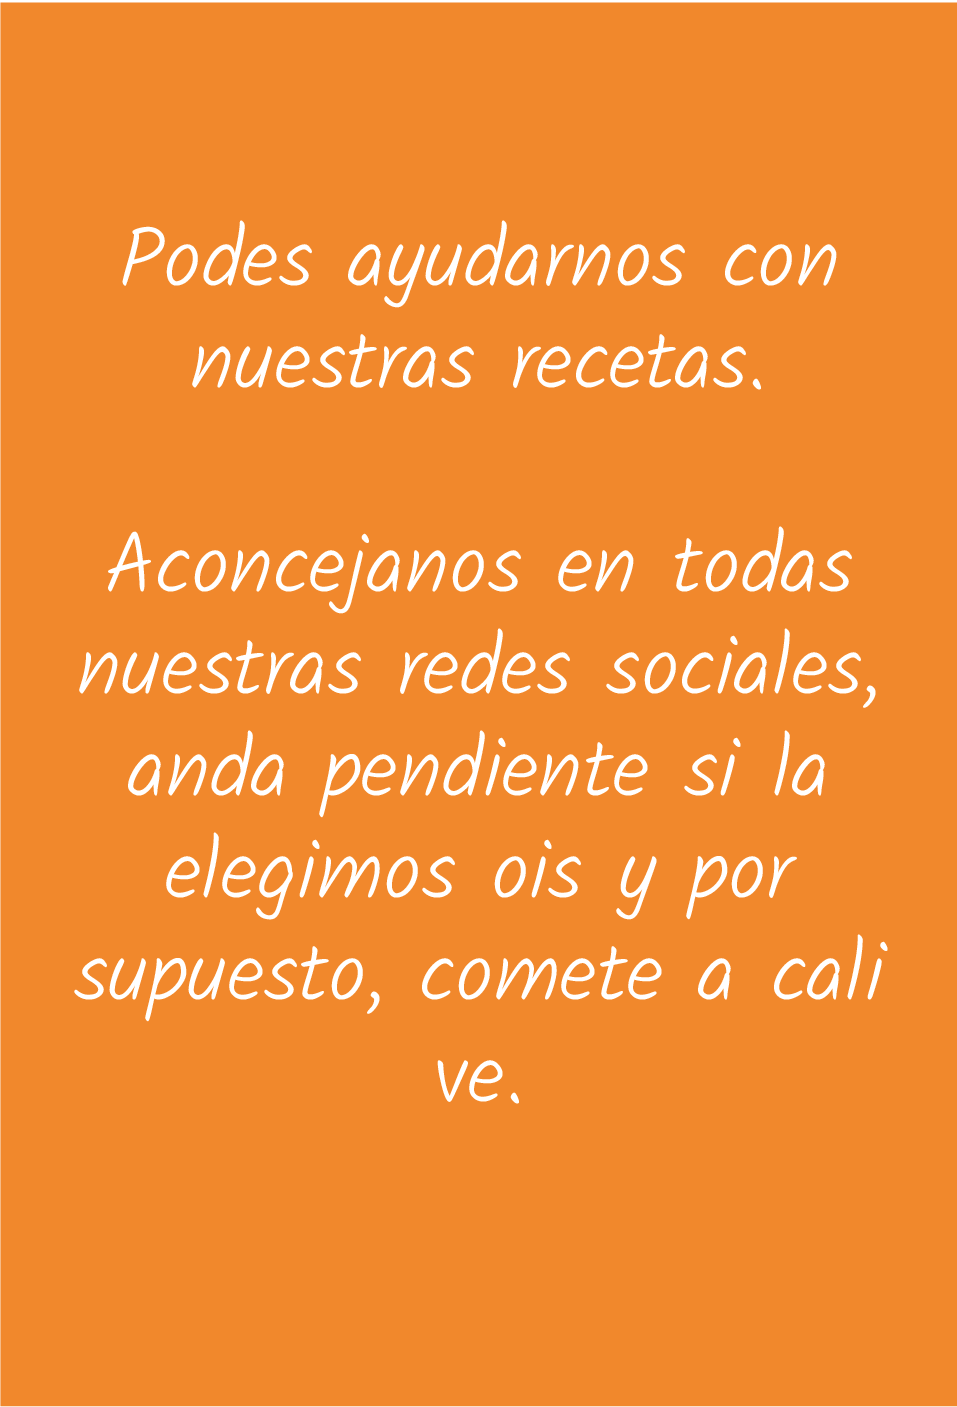 Podes ayudarnos con
nuestras recetas.
Aconcejanos en todas
nuestras redes sociales,
anda pendiente si la
elegimos ois y por
supuesto, comete a cali
ve.